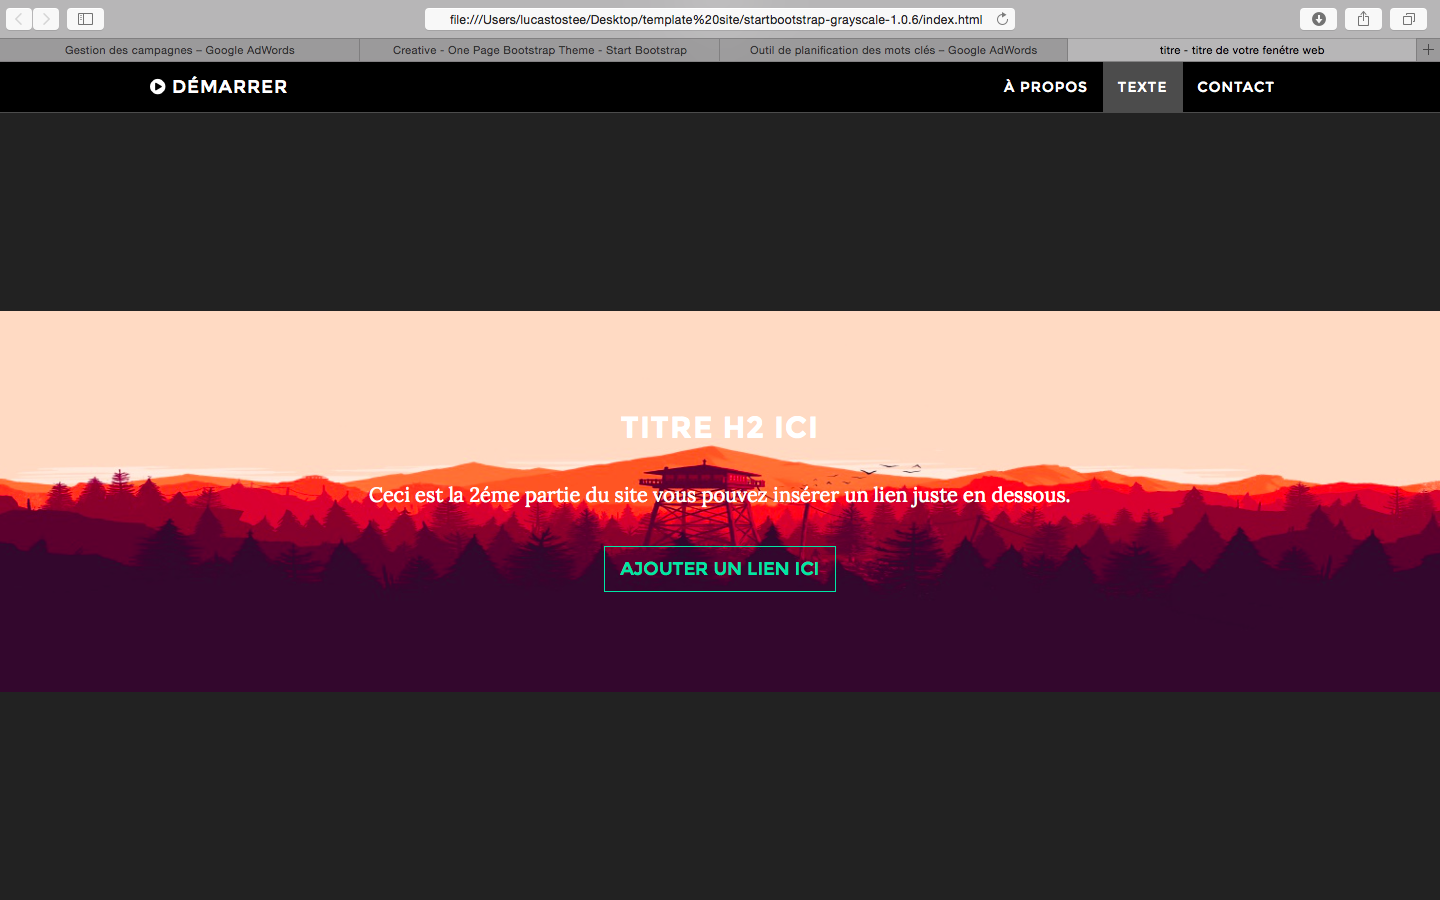 file:///Users/lucastostee/Desktop/template%20site/startbootstrap-grayscale-1.0.6/index.html
Gestion des campagnes – Google AdWords
Creative - One Page Bootstrap Theme - Start Bootstrap
Outil de planification des mots clés – Google AdWords
titre - titre de votre fenétre web
DÉMARRER
À PROPOS
TEXTE
CONTACT
TITRE H2 ICI
Ceci est la 2éme partie du site vous pouvez insérer un lien juste en dessous.
AJOUTER UN LIEN ICI